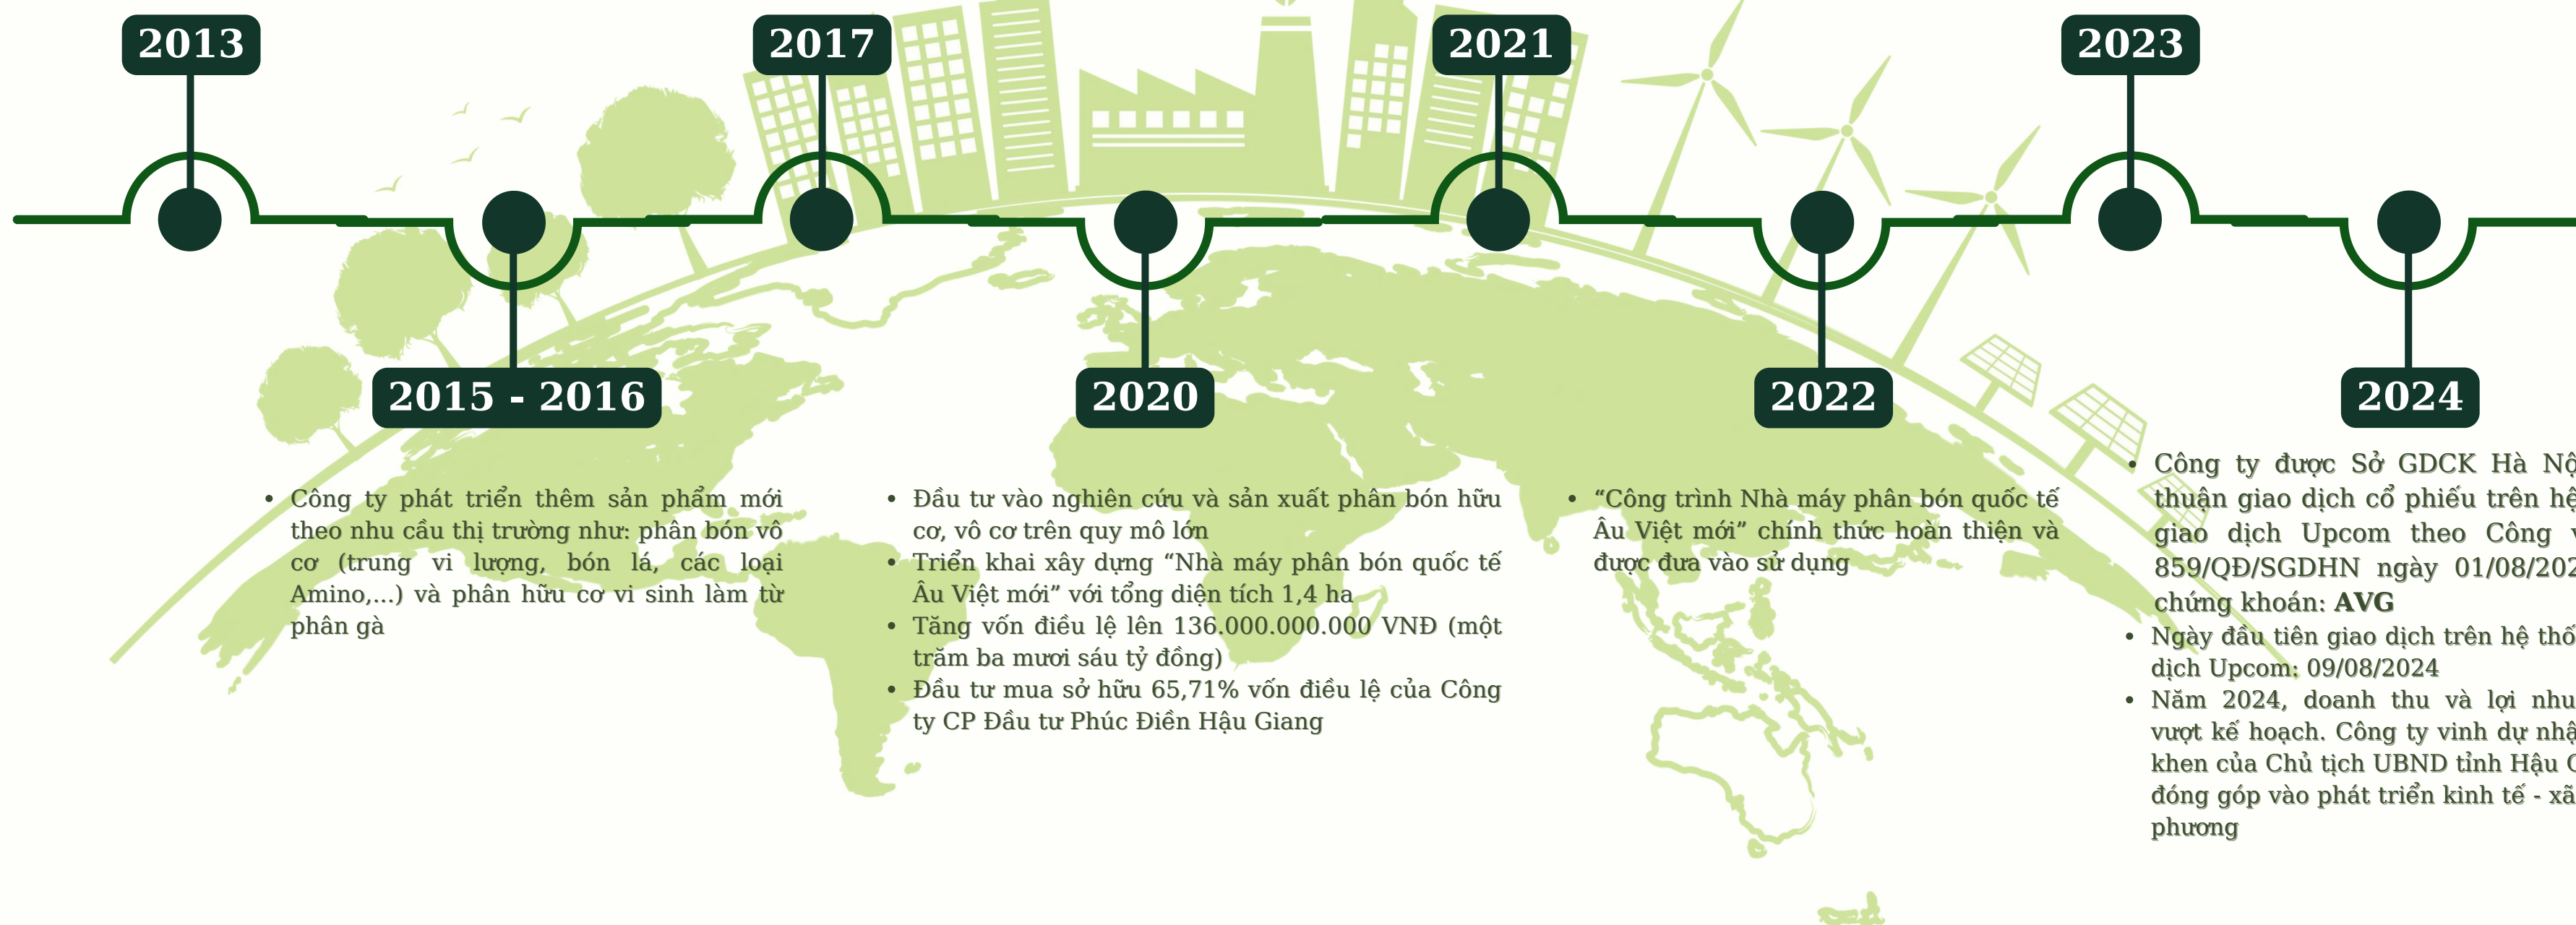 2013
2017
2021
2023
2015 - 2016
2020
2022
2024
• Công ty phát triển thêm sản phẩm mới
theo nhu cầu thị trường như: phân bón vô
cơ (trung vi lượng, bón lá, các loại
Amino,...) và phân hữu cơ vi sinh làm từ
phân gà
• Đầu tư vào nghiên cứu và sản xuất phân bón hữu
cơ, vô cơ trên quy mô lớn
• Triển khai xây dựng “Nhà máy phân bón quốc tế
Âu Việt mới” với tổng diện tích 1,4 ha
• Tăng vốn điều lệ lên 136.000.000.000 VNĐ (một
trăm ba mươi sáu tỷ đồng)
• Đầu tư mua sở hữu 65,71% vốn điều lệ của Công
ty CP Đầu tư Phúc Điền Hậu Giang
• “Công trình Nhà máy phân bón quốc tế
Âu Việt mới” chính thức hoàn thiện và
được đưa vào sử dụng
• Công ty được Sở GDCK Hà
thuận giao dịch cổ phiếu trên hệ
giao dịch Upcom theo Công
859/QĐ/SGDHN ngày
chứng khoán: AVG
• Ngày đầu tiên giao dịch trên hệ
dịch Upcom: 09/08/2024
• Năm 2024, doanh thu và lợi
vượt kế hoạch. Công ty vinh dự
khen của Chủ tịch UBND tỉnh Hậu
đóng góp vào phát triển kinh tế - xã
phương